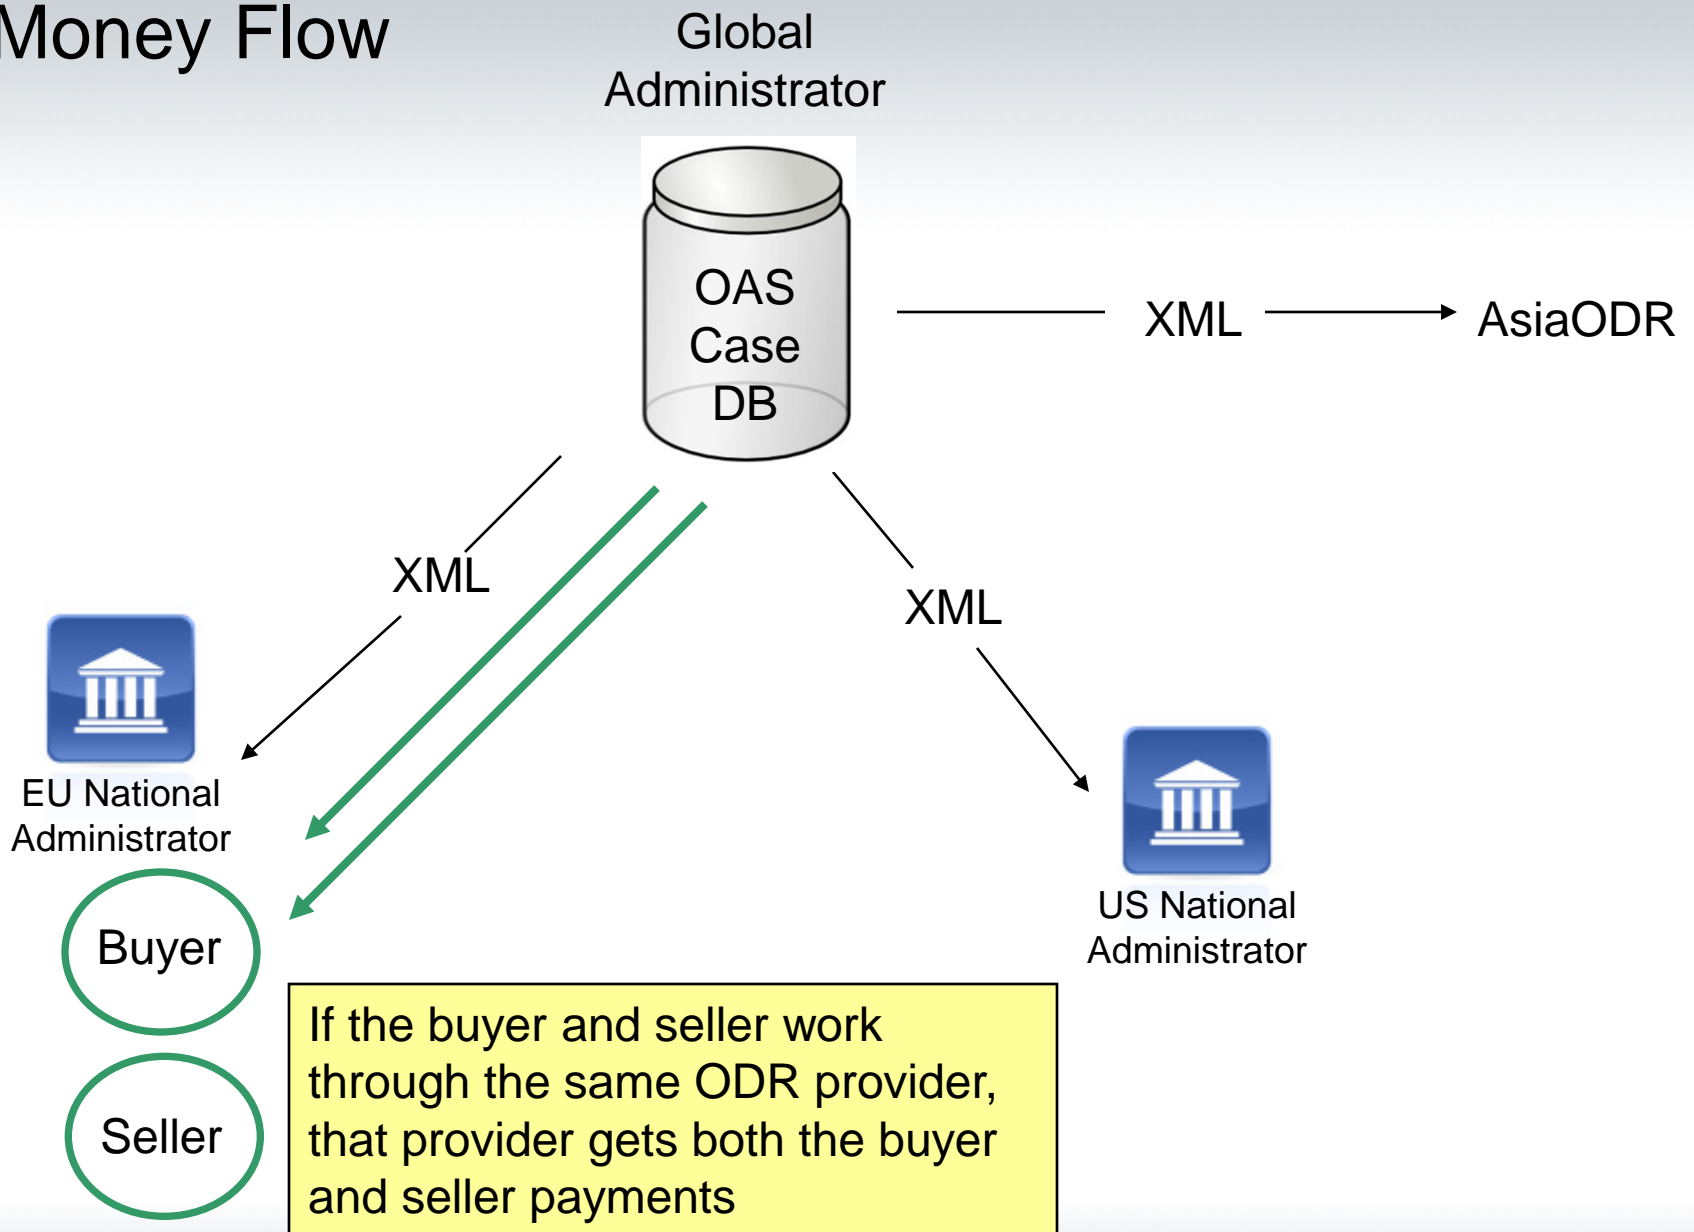 Money Flow
Global
Administrator
OAS
Case
DB
XML
AsiaODR
XML
XML
EU National
Administrator
US National
Administrator
Buyer
Seller
If the buyer and seller work
through the same ODR provider,
that provider gets both the buyer
and seller payments